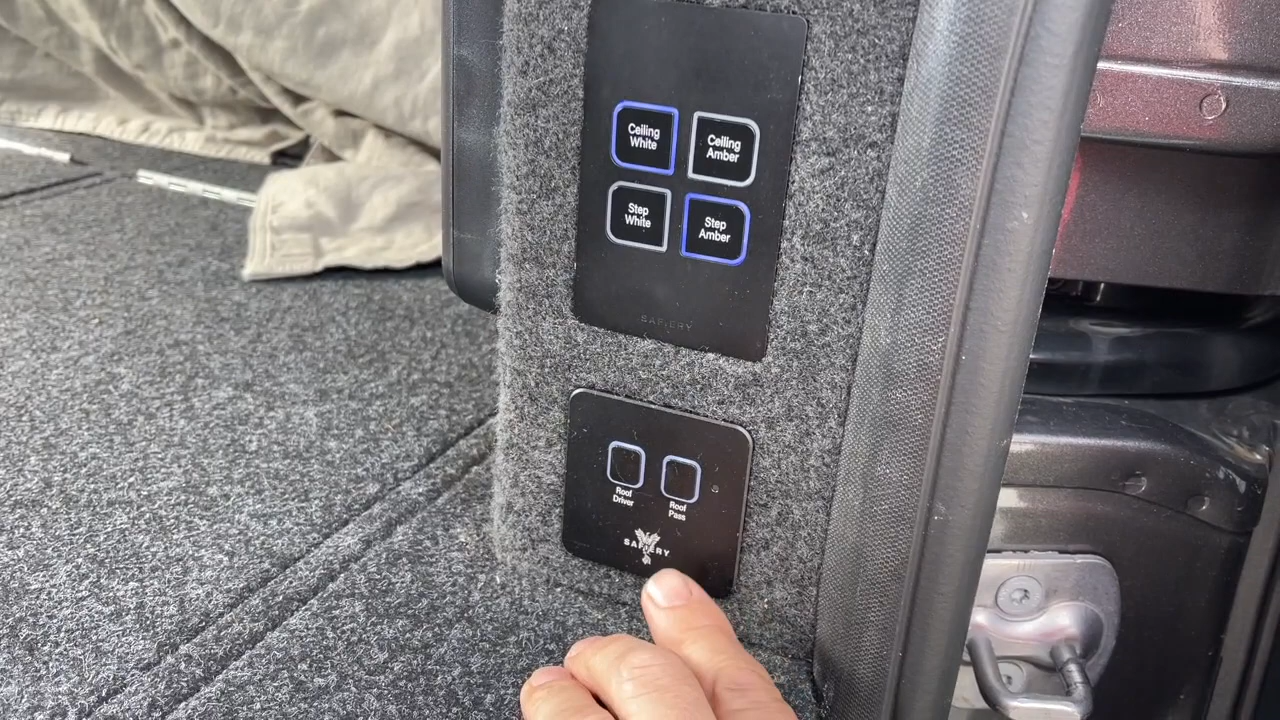 Ceiling
White
Ceiling
Amber
Step
White
Step
Amber
SAFIERY
Roof
Driver
Roof
Pass
SAFIERY